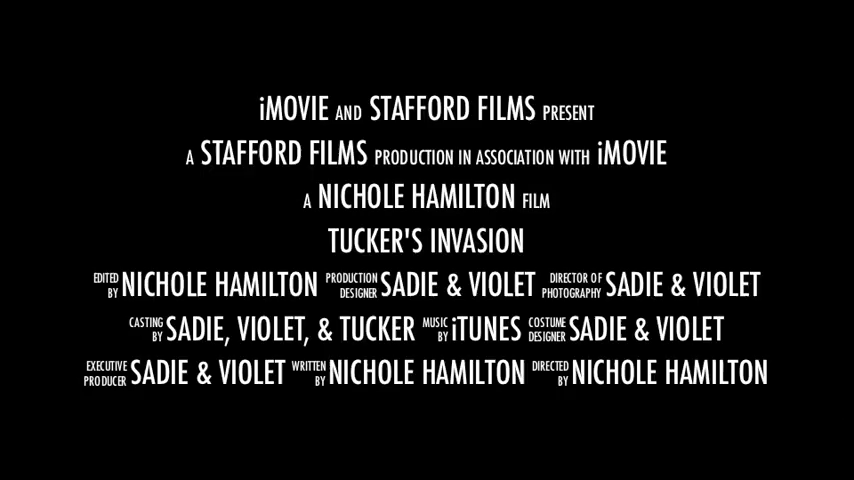 iMOVIE AND STAFFORD FILMS PRESENT
A STAFFORD FILMS PRODUCTION IN ASSOCIATION WITH iMOVIE
A NICHOLE HAMILTON FILM
TUCKER'S INVASION
EDITED BY NICHOLE HAMILTON PRODUCTION DESIGNER SADIE & VIOLET DIRECTOR OF PHOTOGRAPHY SADIE & VIOLET
CASTING BY SADIE, VIOLET, & TUCKER MUSIC BY iTUNES COSTUME DESIGNER SADIE & VIOLET
EXECUTIVE PRODUCER SADIE & VIOLET WRITTEN BY NICHOLE HAMILTON DIRECTED BY NICHOLE HAMILTON